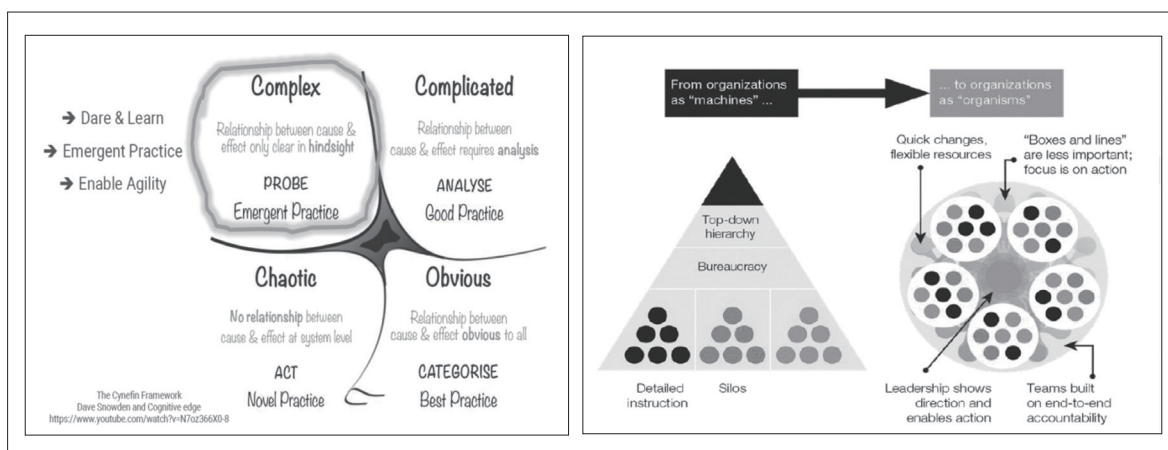 ➔ Dare & Learn
➔ Emergent Practice
➔ Enable Agility
Complex
Relationship between cause &
effect only clear in hindsight
PROBE
Emergent Practice
Complicated
Relationship between
cause & effect requires analysis
ANALYSE
Good Practice
Chaotic
No relationship between
cause & effect at system level
ACT
Novel Practice
Obvious
Relationship between
cause & effect obvious to all
CATEGORISE
Best Practice
The Cynefin Framework
Dave Snowden and Cognitive edge
https://www.youtube.com/watch?v=N7oz366X0-8
From organizations
as “machines” ...
... to organizations
as “organisms”
Top-down
hierarchy
Bureaucracy
Detailed
instruction
Silos
Quick changes,
flexible resources
“Boxes and lines”
are less important;
focus is on action
Leadership shows
direction and
enables action
Teams built
on end-to-end
accountability